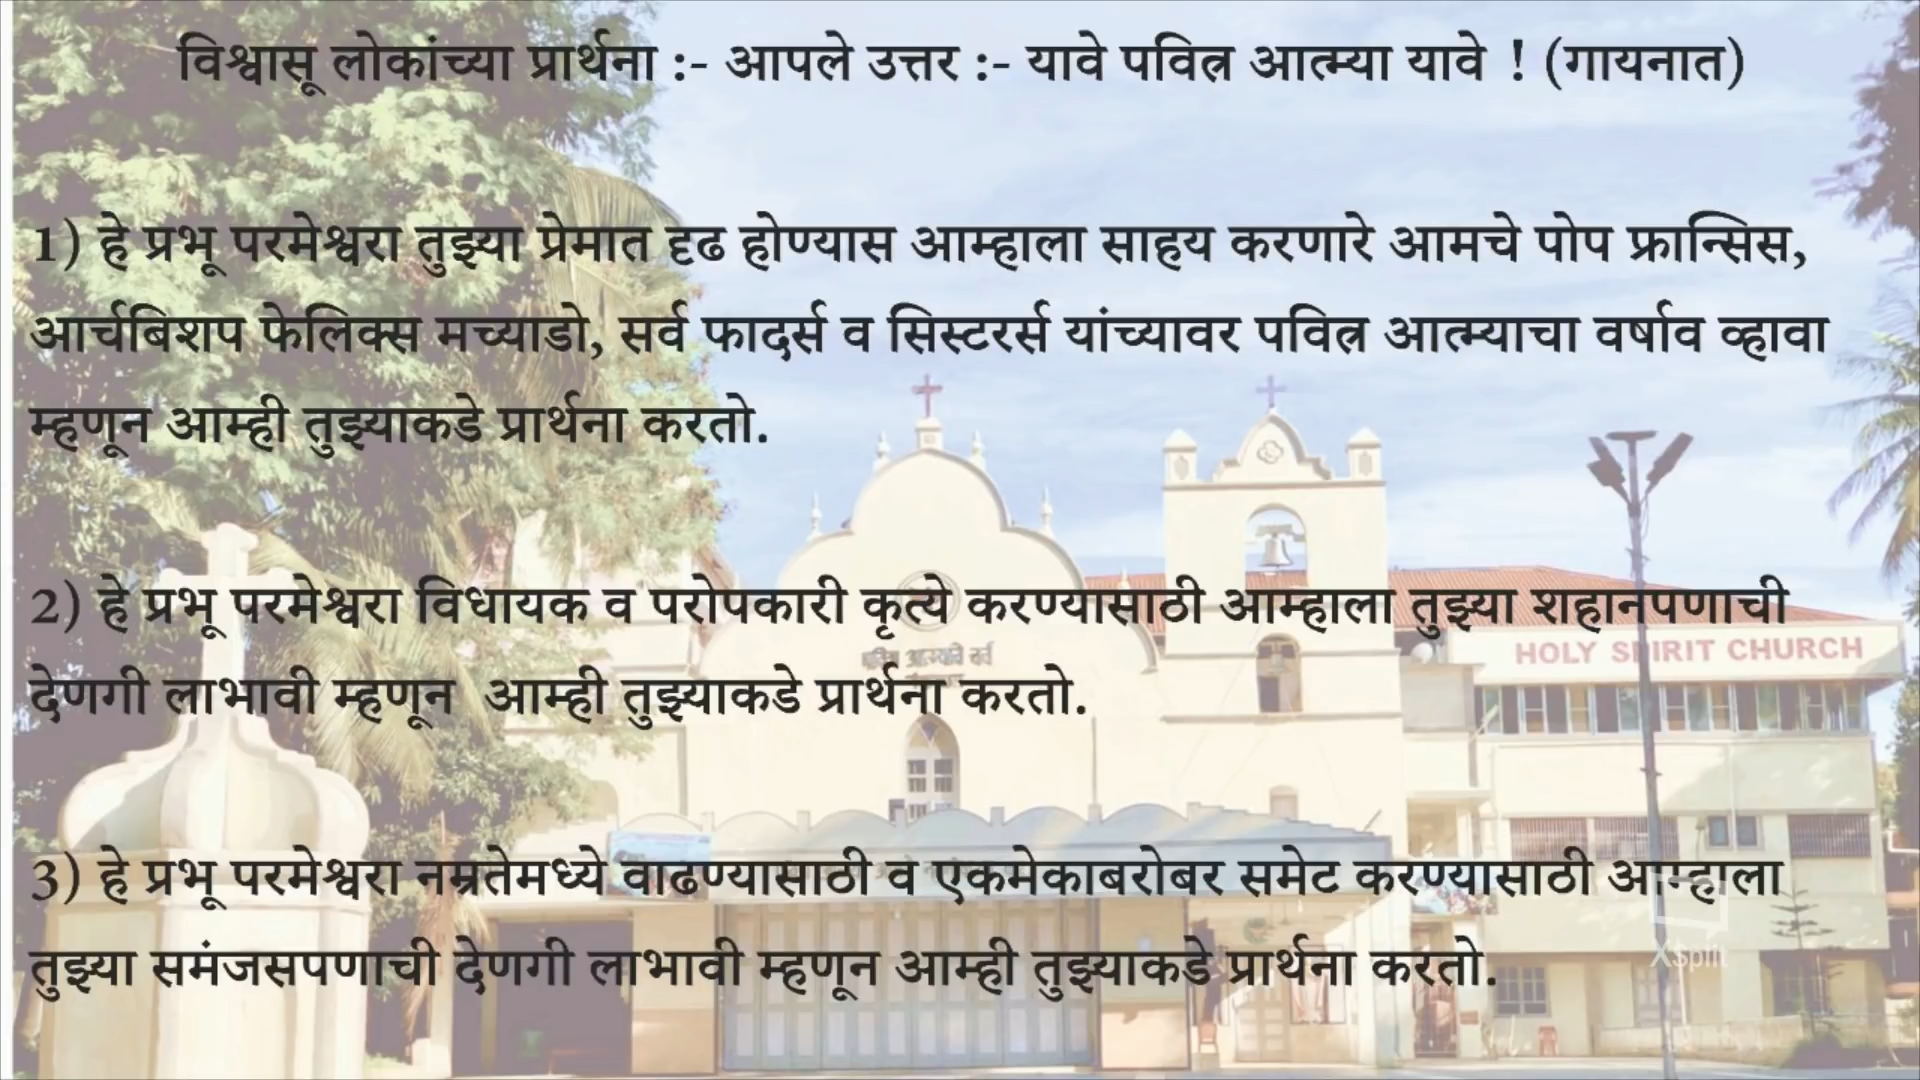 विश्वासू लोकांच्या प्रार्थना :- आपले उत्तर :- यावे पवित्र आत्म्या यावे ! (गायनात)
1) हे प्रभू परमेश्वरा तुझ्या प्रेमात दृढ होण्यास आम्हाला साहय करणारे आमचे पोप फ्रान्सिस,
आर्चबिशप फेलिक्स मच्याडो, सर्व फादर्स व सिस्टरर्स यांच्यावर पवित्र आत्म्याचा वर्षाव व्हावा
म्हणून आम्ही तुझ्याकडे प्रार्थना करतो.
2) हे प्रभू परमेश्वरा विधायक व परोपकारी कृत्ये करण्यासाठी आम्हाला तुझ्या शहानपणाची
HOLY SPIRIT CHURCH
देणगी लाभावी म्हणून आम्ही तुझ्याकडे प्रार्थना करतो.
3) हे प्रभू परमेश्वरा नम्रतेमध्ये वाढण्यासाठी व एकमेकाबरोबर समेट करण्यासाठी आम्हाला
तुझ्या समंजसपणाची देणगी लाभावी म्हणून आम्ही तुझ्याकडे प्रार्थना करतो.
XSplit